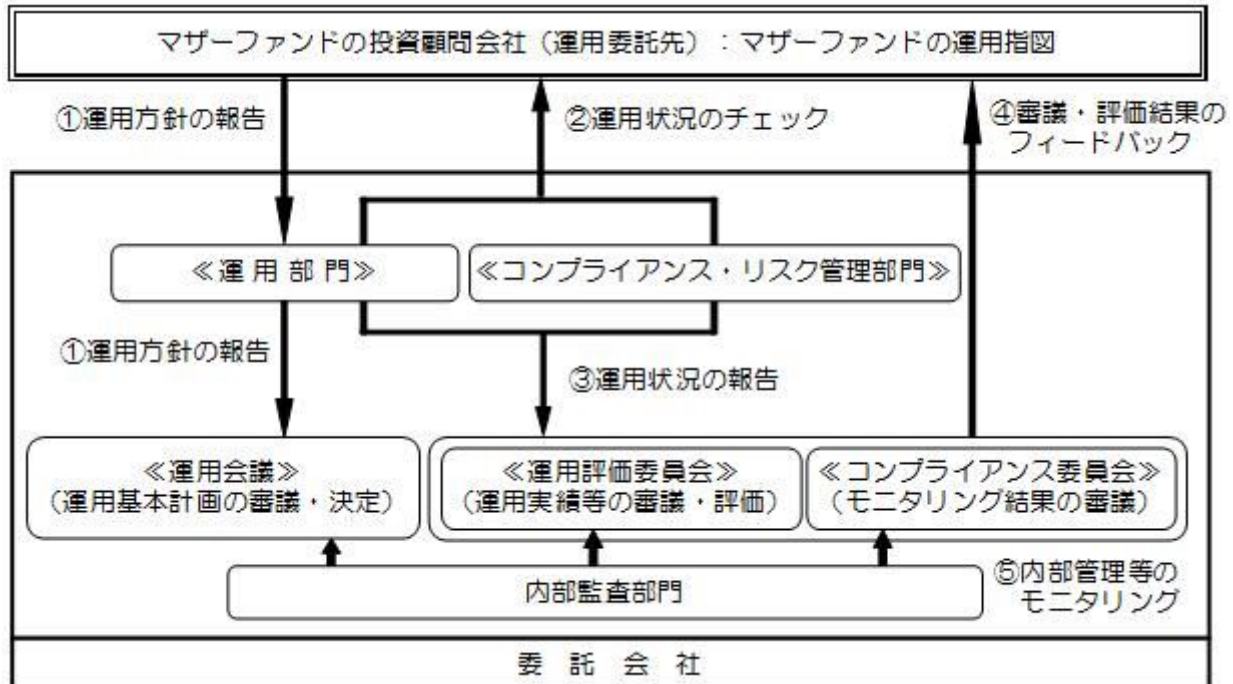 マザーファンドの投資顧問会社（運用委託先）：マザーファンドの運用指図
①運用方針の報告
②運用状況のチェック
④審議・評価結果の
フィードバック
≪運 用 部 門≫
≪コンプライアンス・リスク管理部門≫
①運用方針の報告
③運用状況の報告
≪運用会議≫
（運用基本計画の審議・決定）
≪運用評価委員会≫
（運用実績等の審議・評価）
≪コンプライアンス委員会≫
（モニタリング結果の審議）
内部監査部門
⑤内部管理等の
モニタリング
委 託 会 社